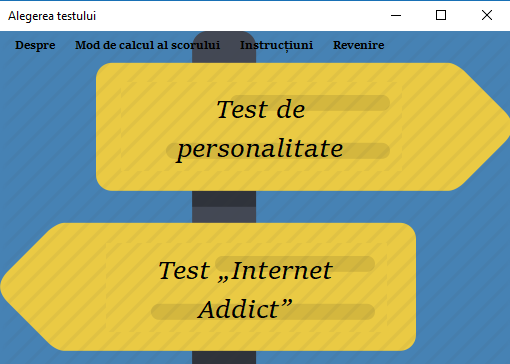 Alegerea testului
Despre Mod de calcul al scorului Instrucțiuni Revenire
Test de
personalitate
Test „Internet
Addict”